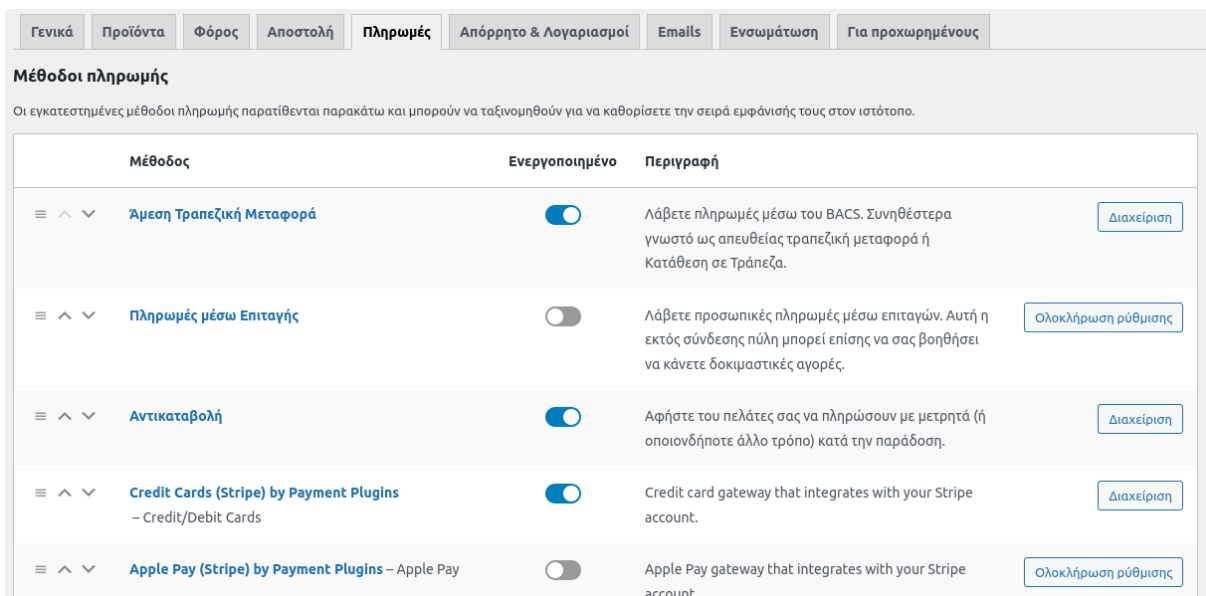 Γενικά Προϊόντα Φόρος Αποστολή Πληρωμές Απόρρητο & Λογαριασμοί Emails Ενσωμάτωση Για προχωρημένους
Μέθοδοι πληρωμής
Οι εγκατεστημένες μέθοδοι πληρωμής παρατίθενται παρακάτω και μπορούν να ταξινομηθούν για να καθορίσετε την σειρά εμφάνισής τους στον ιστότοπο.
Μέθοδος Ενεργοποιημένο Περιγραφή
Άμεση Τραπεζική Μεταφορά Λάβετε πληρωμές μέσω του BACS. Συνηθέστερα Διαχείριση
γνωστό ως απευθείας τραπεζική μεταφορά ή
Κατάθεση σε Τράπεζα.
Πληρωμές μέσω Επιταγής Λάβετε προσωπικές πληρωμές μέσω επιταγών. Αυτή η Ολοκλήρωση ρύθμισης
εκτός σύνδεσης πύλη μπορεί επίσης να σας βοηθήσει
να κάνετε δοκιμαστικές αγορές.
Αντικαταβολή Αφήστε του πελάτες σας να πληρώσουν με μετρητά (ή Διαχείριση
οποιονδήποτε άλλο τρόπο) κατά την παράδοση.
Credit Cards (Stripe) by Payment Plugins Credit card gateway that integrates with your Stripe Διαχείριση
– Credit/Debit Cards account.
Apple Pay (Stripe) by Payment Plugins – Apple Pay Apple Pay gateway that integrates with your Stripe Ολοκλήρωση ρύθμισης
account.